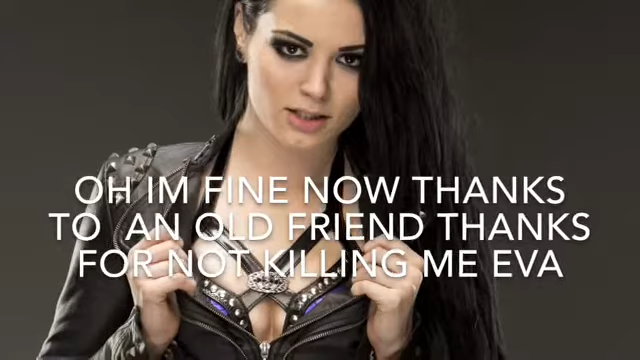 OH IM FINE NOW THANKS
TO AN OLD FRIEND THANKS
FOR NOT KILLING ME EVA